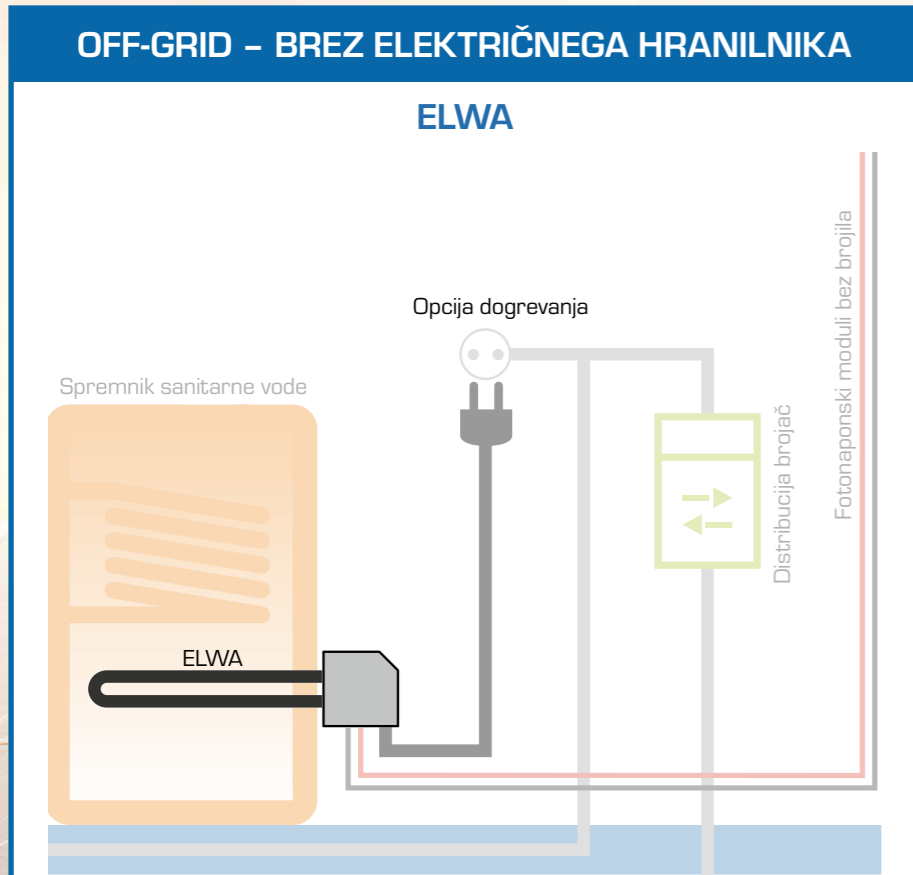 OFF-GRID – BREZ ELEKTRIČNEGA HRANILNIKA
ELWA
Opcija dogrevanja
Spremnik sanitarne vode
Fotonaponski moduli bez brojila
Distribucija brojač
ELWA